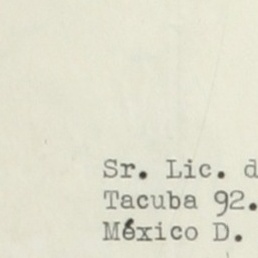 Sr. Lic. d
Tacuba 92.
México D.